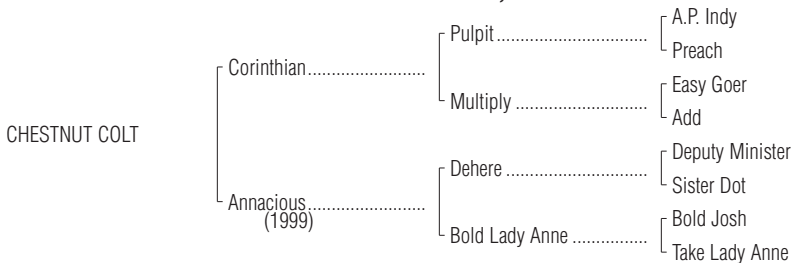 A.P. Indy
Pulpit
Preach
Corinthian
Easy Goer
Multiply
Add
CHESTNUT COLT
Deputy Minister
Dehere
Sister Dot
Annacious
(1999)
Bold Josh
Bold Lady Anne
Take Lady Anne